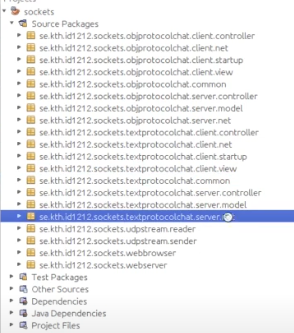 sockets
Source Packages
se.kth.id1212.sockets.objprotocolchat.client.controller
se.kth.id1212.sockets.objprotocolchat.client.net
se.kth.id1212.sockets.objprotocolchat.client.startup
se.kth.id1212.sockets.objprotocolchat.client.view
se.kth.id1212.sockets.objprotocolchat.common
se.kth.id1212.sockets.objprotocolchat.server.controller
se.kth.id1212.sockets.objprotocolchat.server.model
se.kth.id1212.sockets.objprotocolchat.server.net
se.kth.id1212.sockets.textprotocolchat.client.controller
se.kth.id1212.sockets.textprotocolchat.client.net
se.kth.id1212.sockets.textprotocolchat.client.startup
se.kth.id1212.sockets.textprotocolchat.client.view
se.kth.id1212.sockets.textprotocolchat.common
se.kth.id1212.sockets.textprotocolchat.server.controller
se.kth.id1212.sockets.textprotocolchat.server.model
se.kth.id1212.sockets.textprotocolchat.server.
se.kth.id1212.sockets.udpstream.reader
se.kth.id1212.sockets.udpstream.sender
se.kth.id1212.sockets.webbrowser
se.kth.id1212.sockets.webserver
Test Packages
Other Sources
Dependencies
Java Dependencies
Project Files